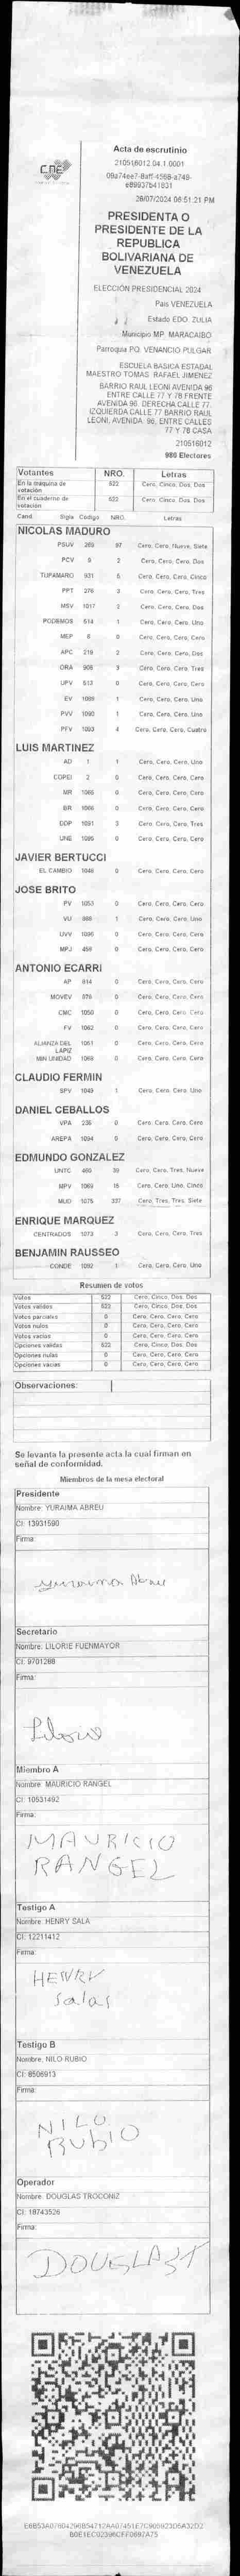 CNE
Acta de escrutinio
210516012.04.1.0001
28/07/2024 06:51:21 PM
PRESIDENTA O
PRESIDENTE DE LA
REPUBLICA
BOLIVARIANA DE
VENEZUELA
ELECCIÓN PRESIDENCIAL 2024
Pais VENEZUELA
Estado EDO. ZULIA
Municipio MP. MARACAIBO
Parroquia PQ. VENANCIO PULGAR
ESCUELA BASICA ESTADAL
MAESTRO TOMAS RAFAEL JIMENEZ
BARRIO RAUL LEONI AVENIDA 96
ENTRE CALLE 77 Y 78 FRENTE
AVENIDA 96. DERECHA CALLE 77.
IZQUIERDA CALLE 77 BARRIO RAUL
LEONI, AVENIDA 96, ENTRE CALLES
77 Y 78 CASA
210516012
980 Electores
Votantes NRO. Letras
En la maquina de votación 522 Cero, Cinco, Dos, Dos
En el cuaderno de votación 522 Cero, Cinco, Dos, Dos
Cand. Sigla Código NRO. Letras
NICOLAS MADURO
PSUV 269 97 Cero, Cero, Nueve, Siete
PCV 9 2 Cero, Cero, Cero, Dos
TUPAMARO 931 5 Cero, Cero, Cero, Cinco
PPT 276 3 Cero, Cero, Cero, Tres
MSV 1017 2 Cero, Cero, Cero, Dos
PODEMOS 514 1 Cero, Cero, Cero, Uno
MEP 6 0 Cero, Cero, Cero, Cero
APC 219 2 Cero, Cero, Cero, Dos
ORA 906 3 Cero, Cero, Cero, Tres
UPV 513 0 Cero, Cero, Cero, Cero
EV 1088 1 Cero, Cero, Cero, Uno
PVV 1090 1 Cero, Cero, Cero, Uno
PFV 1093 4 Cero, Cero, Cero, Cuatro
LUIS MARTINEZ
AD 1 1 Cero, Cero, Cero, Uno
COPEI 2 0 Cero, Cero, Cero, Cero
MR 1066 0 Cero, Cero, Cero, Cero
BR 0 Cero, Cero, Cero, Cero
DDP 1091 3 Cero, Cero, Cero, Tres
UNE 1095 0 Cero, Cero, Cero, Cero
JAVIER BERTUCCI
EL CAMBIO 1046 0 Cero, Cero, Cero, Cero
JOSE BRITO
PV 1053 0 Cero, Cero, Cero, Cero
VU 888 1 Cero, Cero, Cero, Uno
UVV 1096 0 Cero, Cero, Cero, Cero
MPJ 458 0 Cero, Cero, Cero, Cero
ANTONIO ECARRI
AP 814 0 Cero, Cero, Cero, Cero
MOVEV 576 0 Cero, Cero, Cero, Cero
CMC 1050 0 Cero, Cero, Cero, Cero
FV 1062 0 Cero, Cero, Cero, Cero
ALIANZA DEL LAPIZ 1061 0 Cero, Cero, Cero, Cero
MIN UNIDAD 1069 0 Cero, Cero, Cero, Cero
CLAUDIO FERMIN
SPV 1049 1 Cero, Cero, Cero, Uno
DANIEL CEBALLOS
VPA 236 0 Cero, Cero, Cero, Cero
AREPA 1094 0 Cero, Cero, Cero, Cero
EDMUNDO GONZALEZ
UNTC 460 39 Cero, Cero, Tres, Nueve
MPV 1069 15 Cero, Cero, Uno, Cinco
MUD 1075 337 Cero, Tres, Tres, Siete
ENRIQUE MARQUEZ
CENTRADOS 1073 3 Cero, Cero, Cero, Tres
BENJAMIN RAUSSEO
CONDE 1092 1 Cero, Cero, Cero, Uno
Resumen de votos
Votos 522 Cero, Cinco, Dos, Dos
Votos validos 522 Cero, Cinco, Dos, Dos
Votos parciales 0 Cero, Cero, Cero, Cero
Votos nulos 0 Cero, Cero, Cero, Cero
Votos vacios 0 Cero, Cero, Cero, Cero
Opciones validas 522 Cero, Cinco, Dos, Dos
Opciones nulas 0 Cero, Cero, Cero, Cero
Opciones vacias 0 Cero, Cero, Cero, Cero
Observaciones:
Se levanta la presente acta la cual firman en
señal de conformidad.
Miembros de la mesa electoral
Presidente
Nombre: YURAIMA ABREU
CI: 13931590
Firma:
Yuraima Abreu
Secretario
Nombre: LILORIE FUENMAYOR
CI: 9701288
Firma:
Miembro A
Nombre: MAURICIO RANGEL
CI: 10531492
Firma:
MAURICIO
RANGEL
Testigo A
Nombre: HENRY SALA
CI: 12211412
Firma:
HENRY
Salas
Testigo B
Nombre: NILO RUBIO
CI: 8506913
Firma:
NILO
RUbIO
Operador
Nombre: DOUGLAS TROCONIZ
CI: 18743526
Firma:
DOUGLAS T